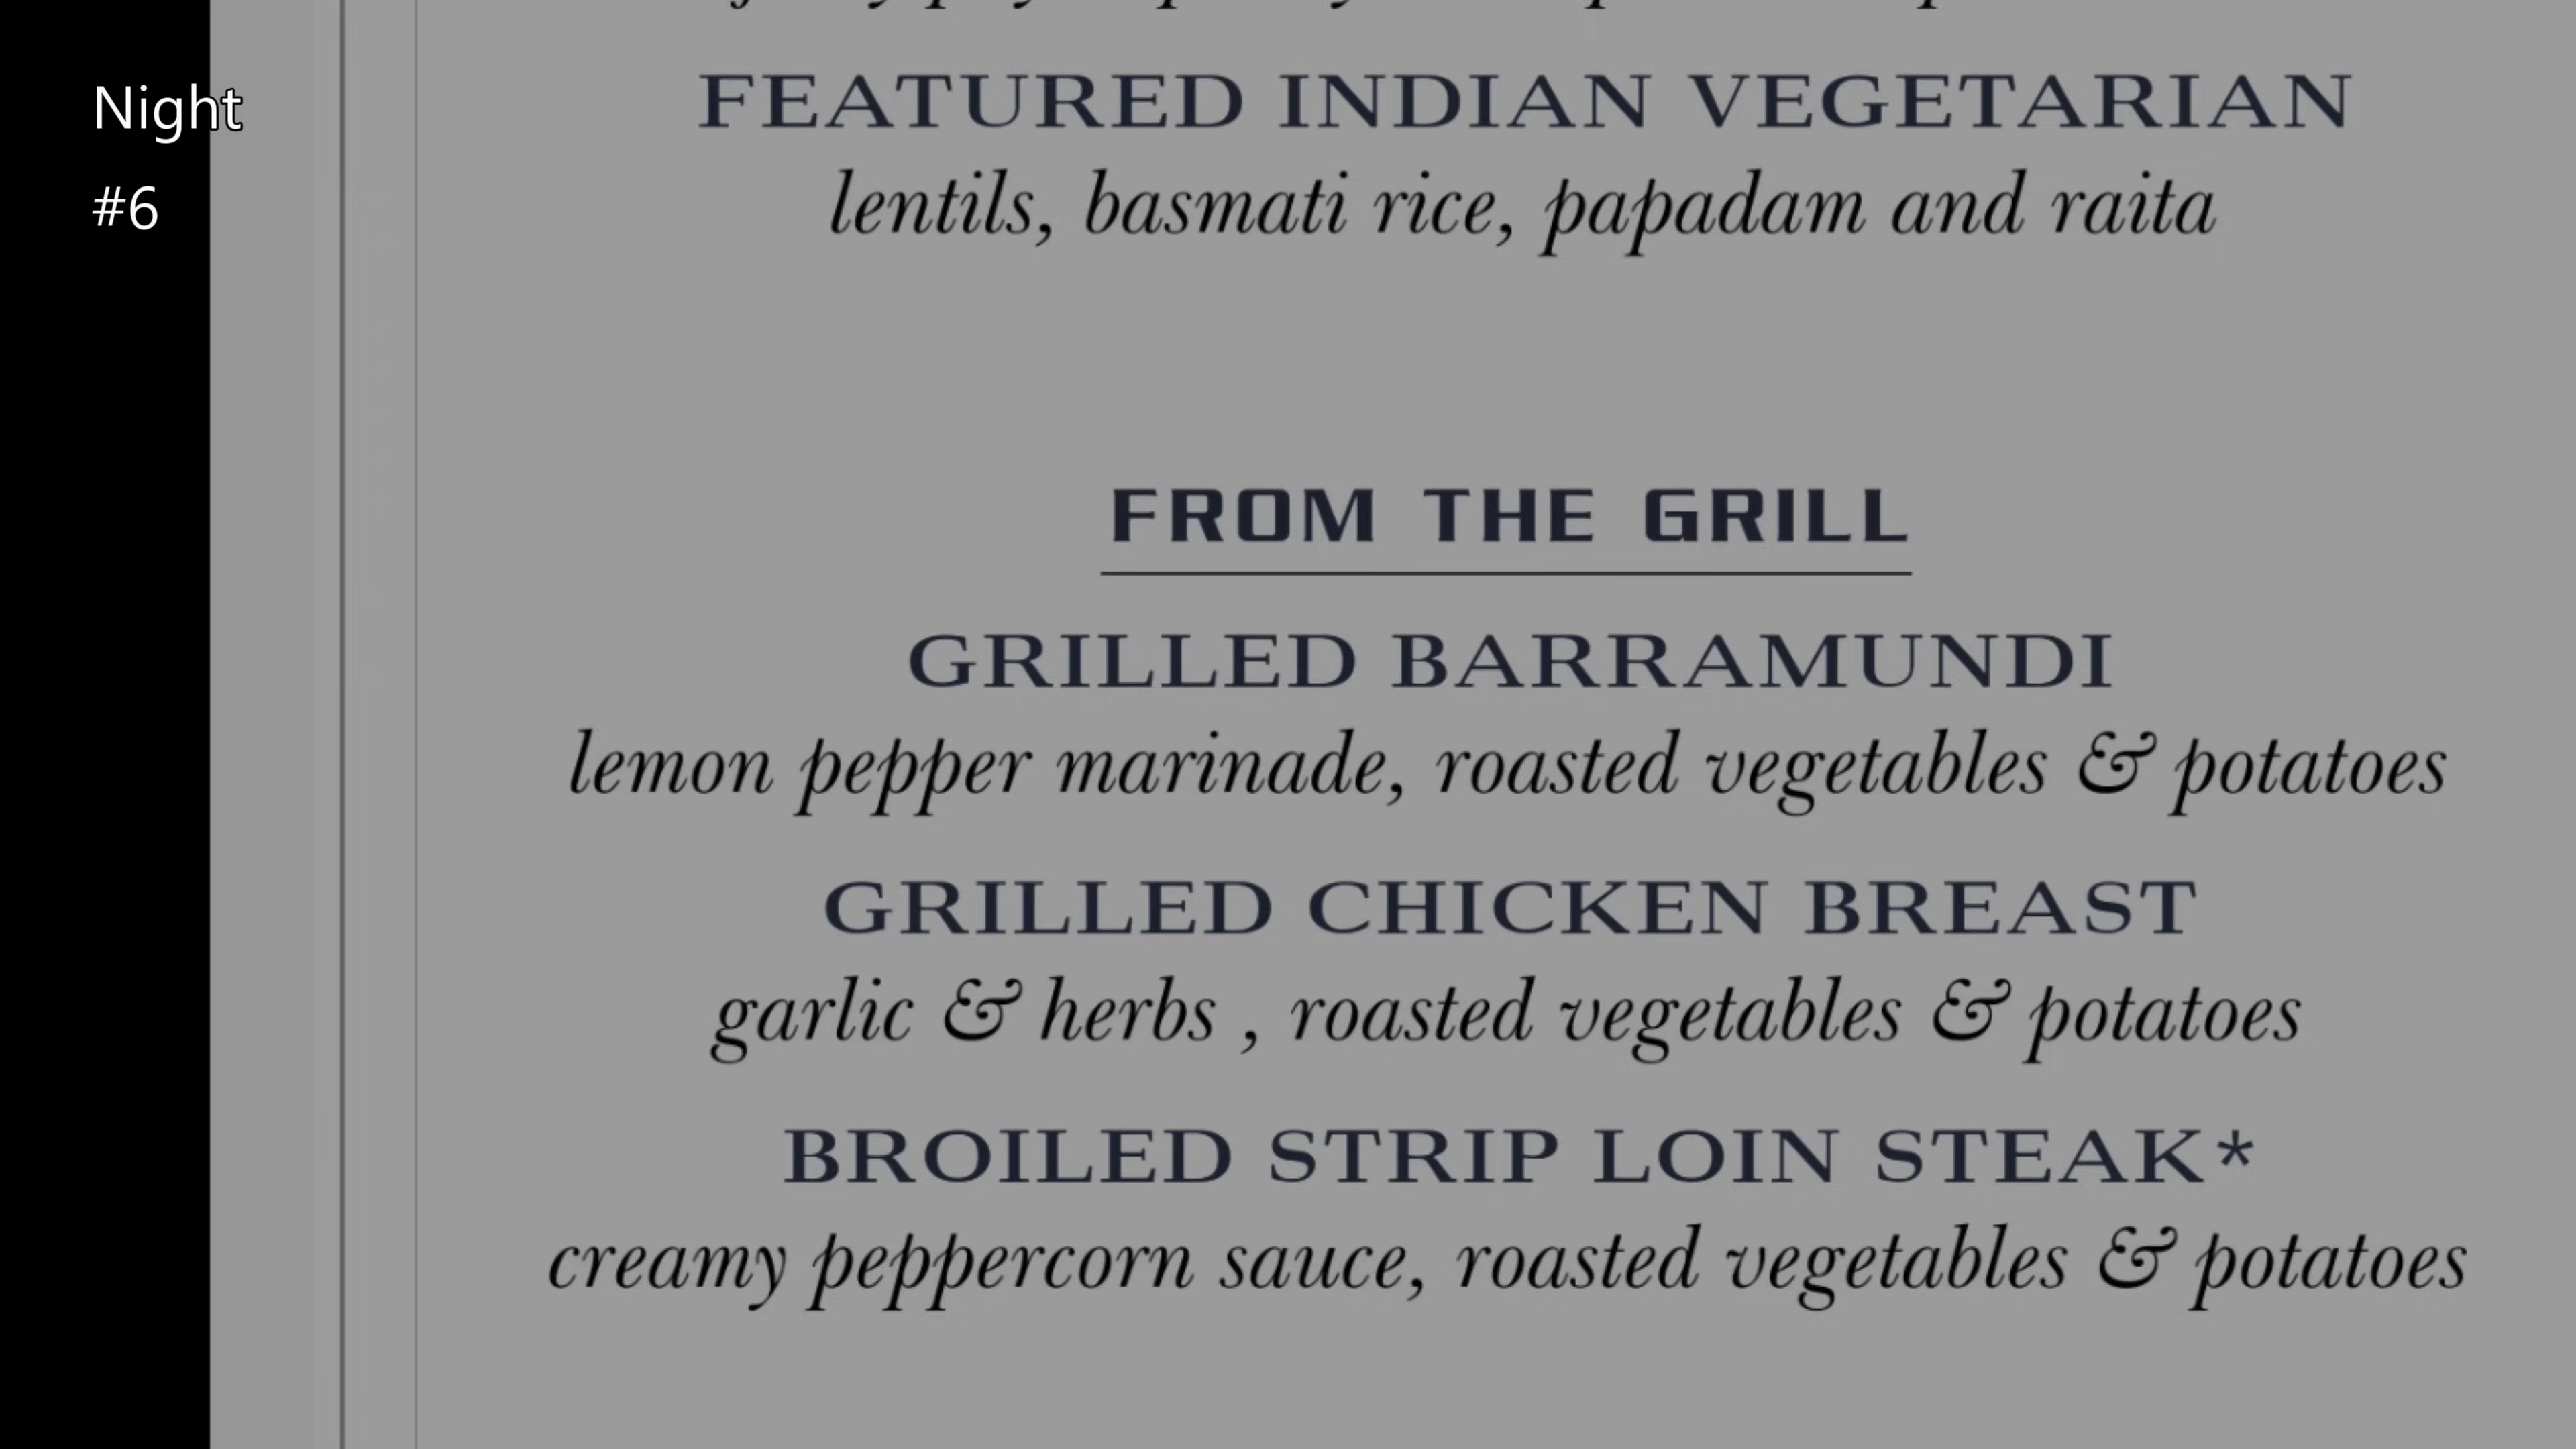 Night
#6
FEATURED INDIAN VEGETARIAN
lentils, basmati rice, papadam and raita
FROM THE GRILL
GRILLED BARRAMUNDI
lemon pepper marinade, roasted vegetables & potatoes
GRILLED CHICKEN BREAST
garlic & herbs , roasted vegetables & potatoes
BROILED STRIP LOIN STEAK*
creamy peppercorn sauce, roasted vegetables & potatoes